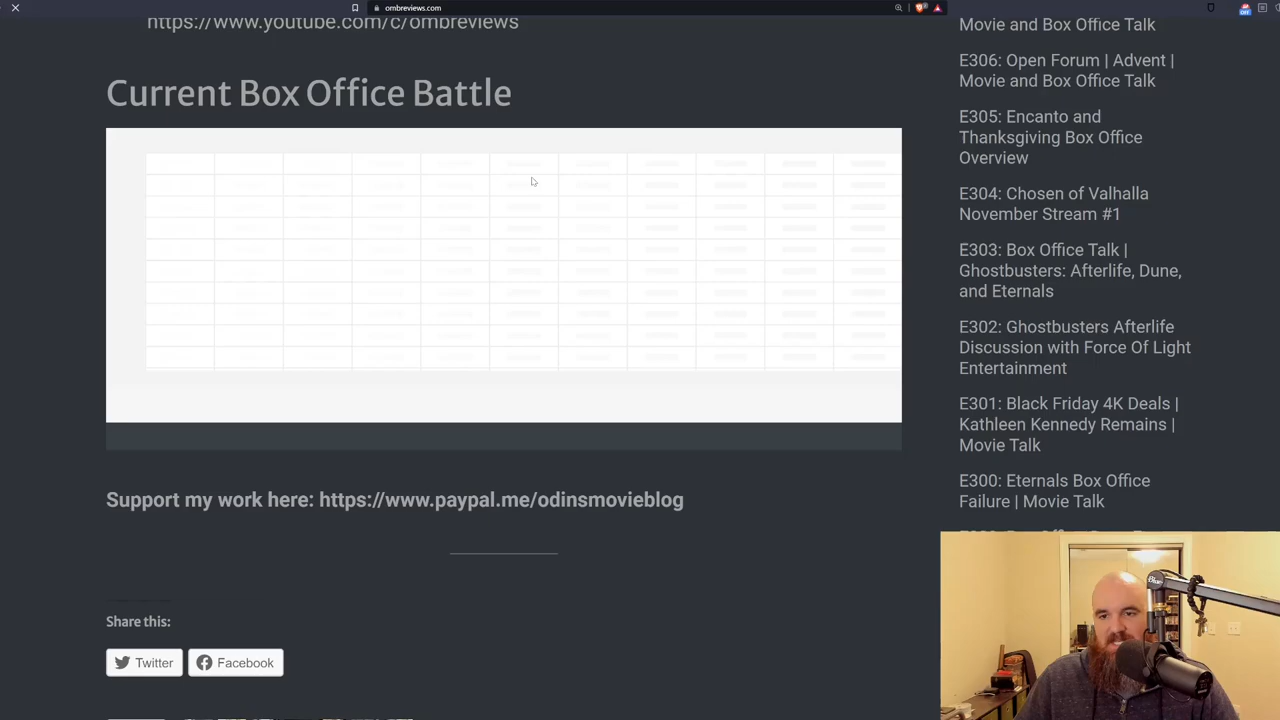 ombreviews.com
https://www.youtube.com/c/ombreviews
Current Box Office Battle
Support my work here: https://www.paypal.me/odinsmovieblog
Share this:
Twitter
Facebook
Movie and Box Office Talk
E306: Open Forum | Advent |
Movie and Box Office Talk
E305: Encanto and
Thanksgiving Box Office
Overview
E304: Chosen of Valhalla
November Stream #1
E303: Box Office Talk |
Ghostbusters: Afterlife, Dune,
and Eternals
E302: Ghostbusters Afterlife
Discussion with Force Of Light
Entertainment
E301: Black Friday 4K Deals |
Kathleen Kennedy Remains |
Movie Talk
E300: Eternals Box Office
Failure | Movie Talk
OFF
Blue